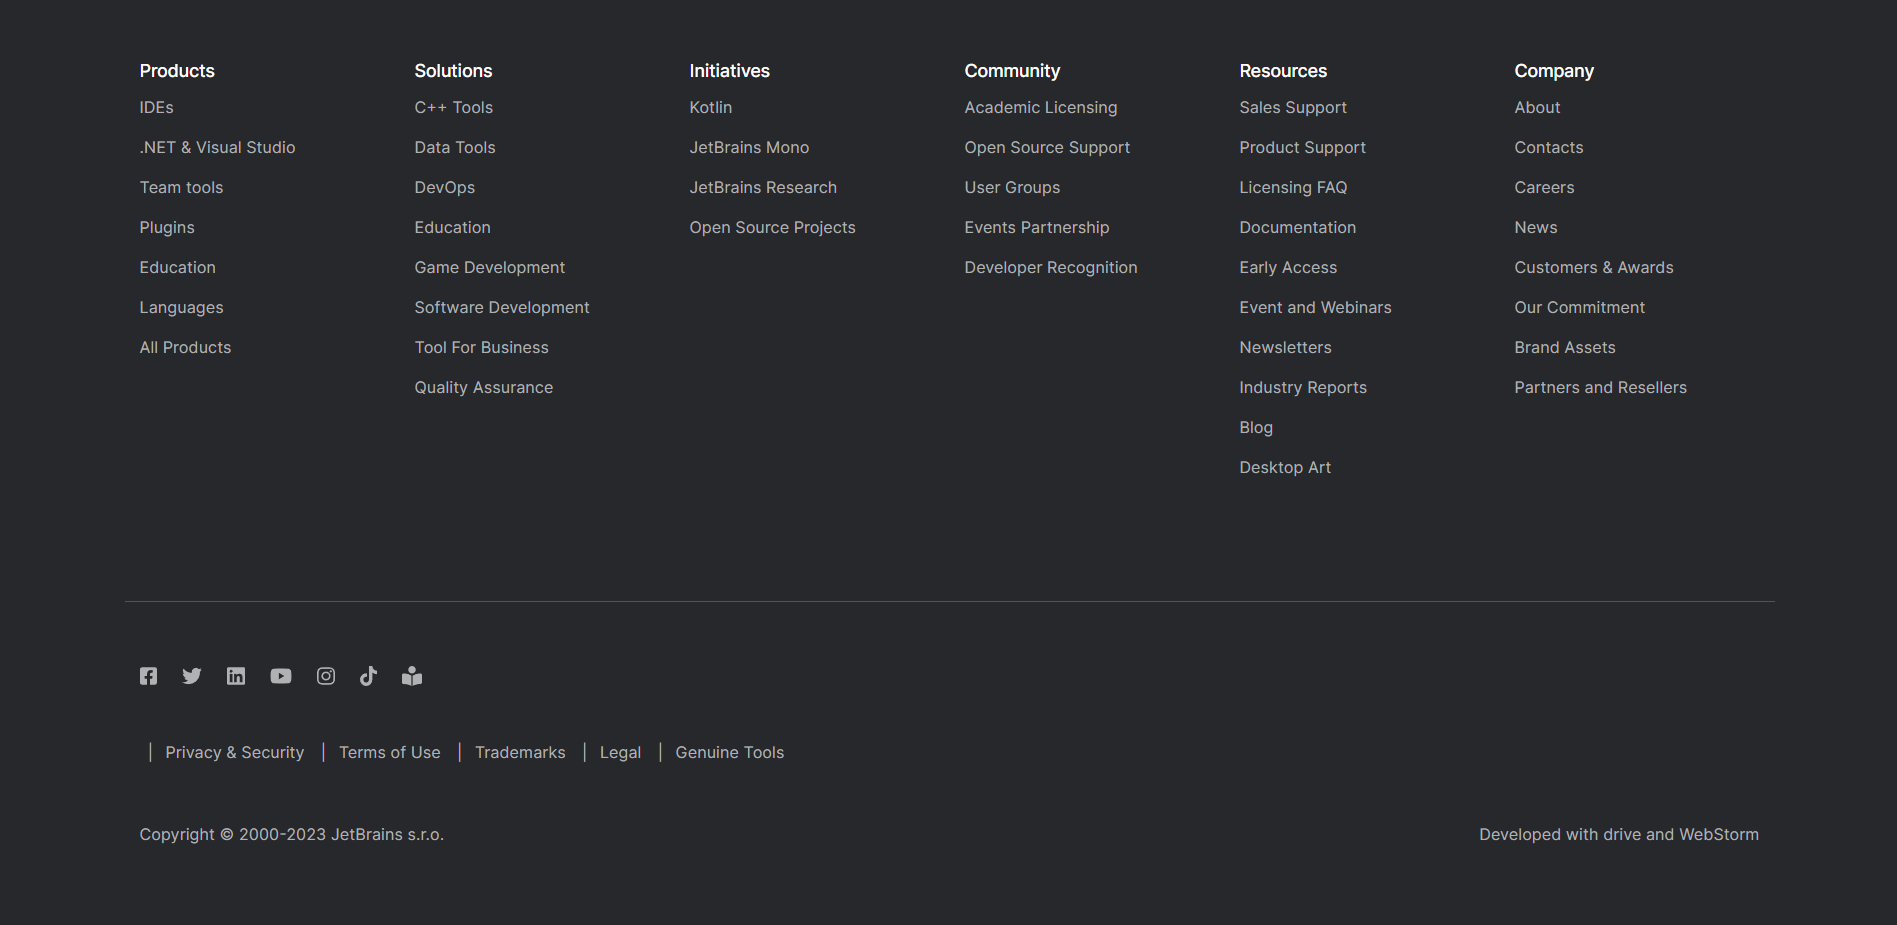 Products
IDEs
.NET & Visual Studio
Team tools
Plugins
Education
Languages
All Products
Solutions
C++ Tools
Data Tools
DevOps
Education
Game Development
Software Development
Tool For Business
Quality Assurance
Initiatives
Kotlin
JetBrains Mono
JetBrains Research
Open Source Projects
Community
Academic Licensing
Open Source Support
User Groups
Events Partnership
Developer Recognition
Resources
Sales Support
Product Support
Licensing FAQ
Documentation
Early Access
Event and Webinars
Newsletters
Industry Reports
Blog
Desktop Art
Company
About
Contacts
Careers
News
Customers & Awards
Our Commitment
Brand Assets
Partners and Resellers
| Privacy & Security | Terms of Use | Trademarks | Legal | Genuine Tools
Copyright © 2000-2023 JetBrains s.r.o.
Developed with drive and WebStorm